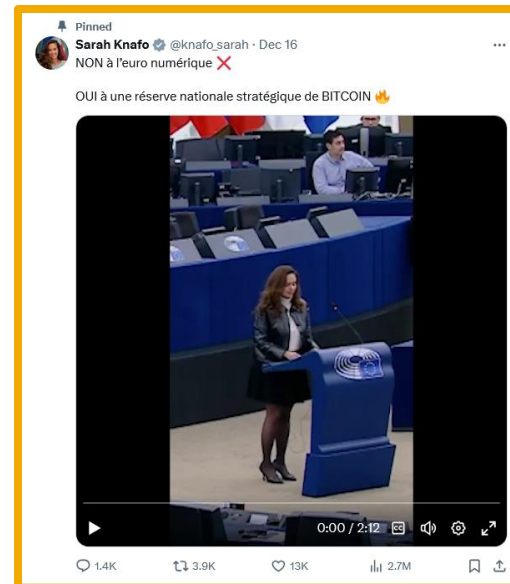 Pinned
Sarah Knafo @knafo_sarah · Dec 16
NON à l'euro numérique ❌
OUI à une réserve nationale stratégique de BITCOIN 🔥
0:00 / 2:12 CC
1.4K 3.9K 13K 2.7M